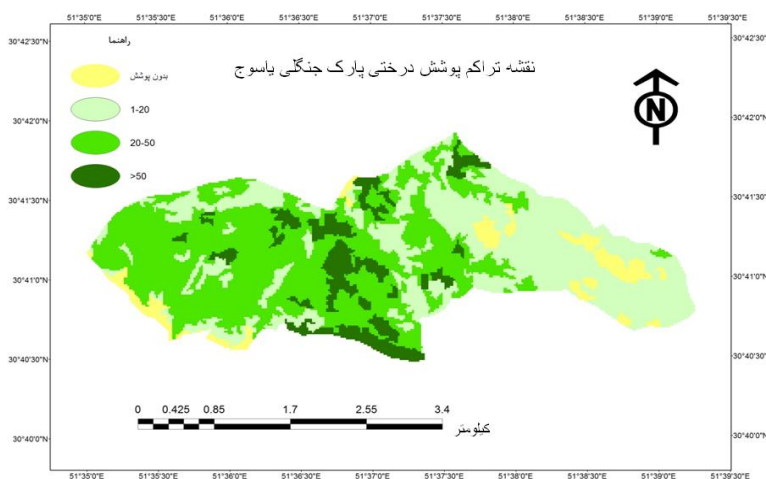 51°35'0"E 51°35'30"E 51°36'0"E 51°36'30"E 51°37'0"E 51°37'30"E 51°38'0"E 51°38'30"E 51°39'0"E 51°39'30"E
30°42'30"N 30°42'30"N
راهنما
نقشه تراکم پوشش درختی پارک جنگلی یاسوج
بدون پوشش
N
1-20
30°42'0"N 30°42'0"N
20-50
>50
30°41'30"N 30°41'30"N
30°41'0"N 30°41'0"N
30°40'30"N 30°40'30"N
0 0.425 0.85 1.7 2.55 3.4
کیلومتر
30°40'0"N 30°40'0"N
51°35'0"E 51°35'30"E 51°36'0"E 51°36'30"E 51°37'0"E 51°37'30"E 51°38'0"E 51°38'30"E 51°39'0"E 51°39'30"E